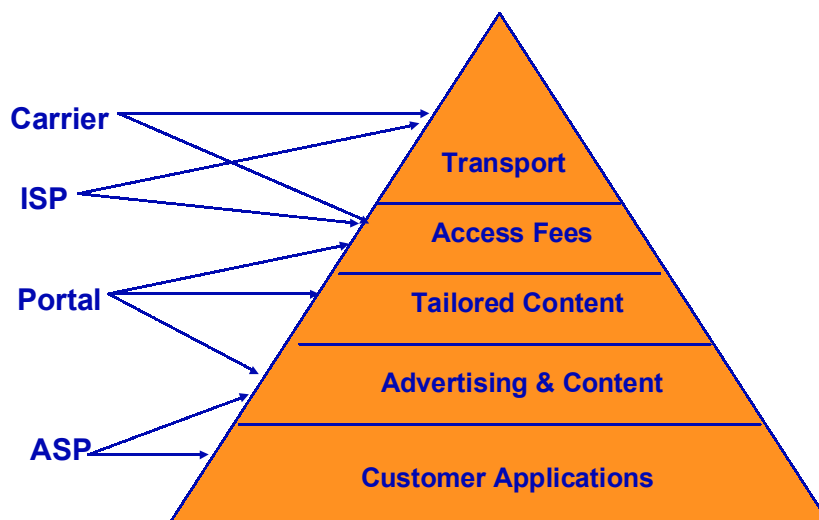 Carrier
ISP
Portal
ASP
Transport
Access Fees
Tailored Content
Advertising & Content
Customer Applications